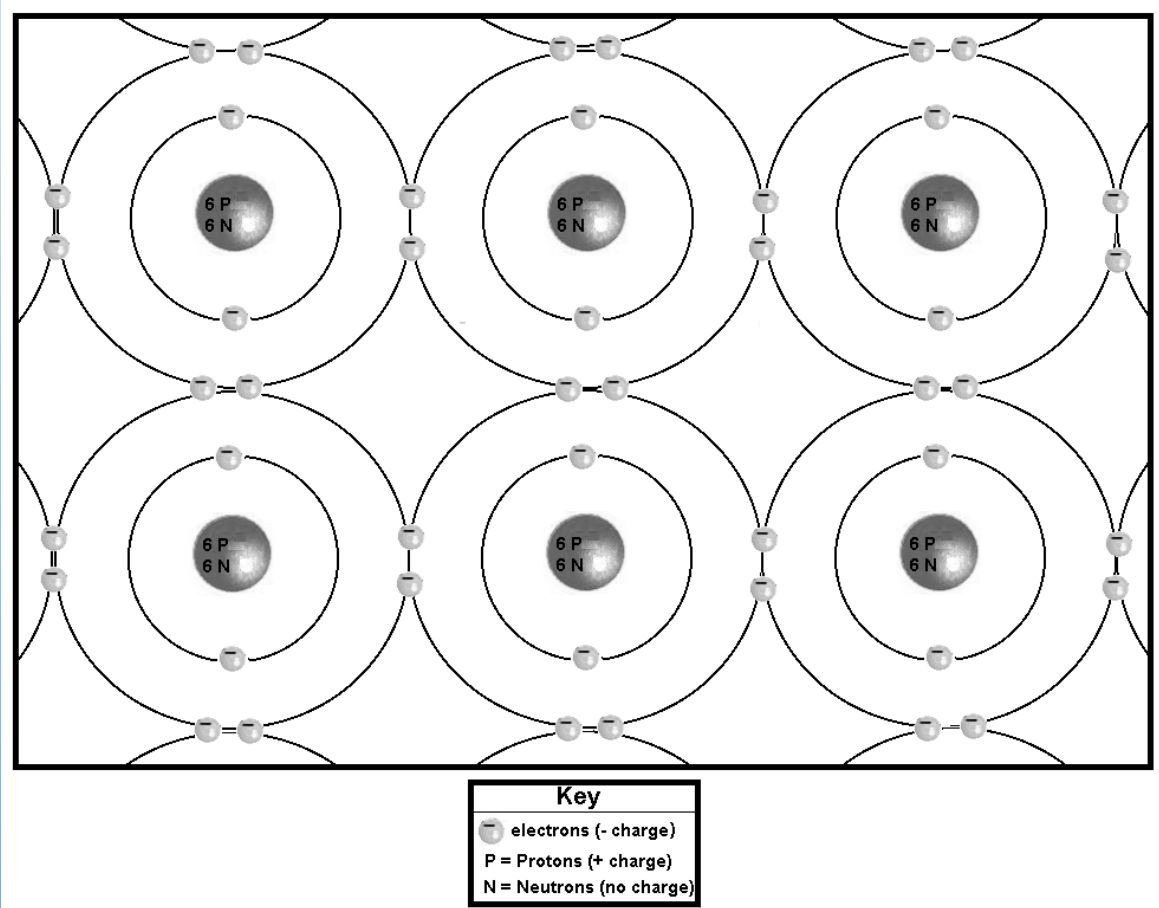 6 P
6 N
6 P
6 N
6 P
6 N
6 P
6 N
6 P
6 N
6 P
6 N
Key
electrons (- charge)
P = Protons (+ charge)
N = Neutrons (no charge)